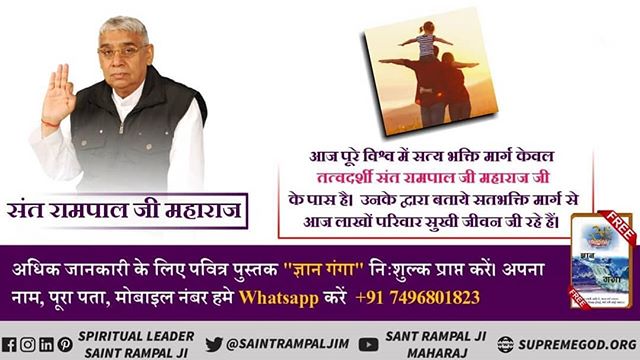 संत रामपाल जी महाराज
आज पूरे विश्व में सत्य भक्ति मार्ग केवल
तत्वदर्शी संत रामपाल जी महाराज जी
के पास है। उनके द्वारा बताये सतभक्ति मार्ग से
आज लाखों परिवार सुखी जीवन जी रहे हैं।
अधिक जानकारी के लिए पवित्र पुस्तक "ज्ञान गंगा" नि:शुल्क प्राप्त करें। अपना
नाम, पूरा पता, मोबाइल नंबर हमे Whatsapp करें +91 7496801823
FREE
ज्ञान
गंगा
FREE
SPIRITUAL LEADER
SAINT RAMPAL JI
@SAINTRAMPALJIM
SANT RAMPAL JI
MAHARAJ
SUPREMEGOD.ORG